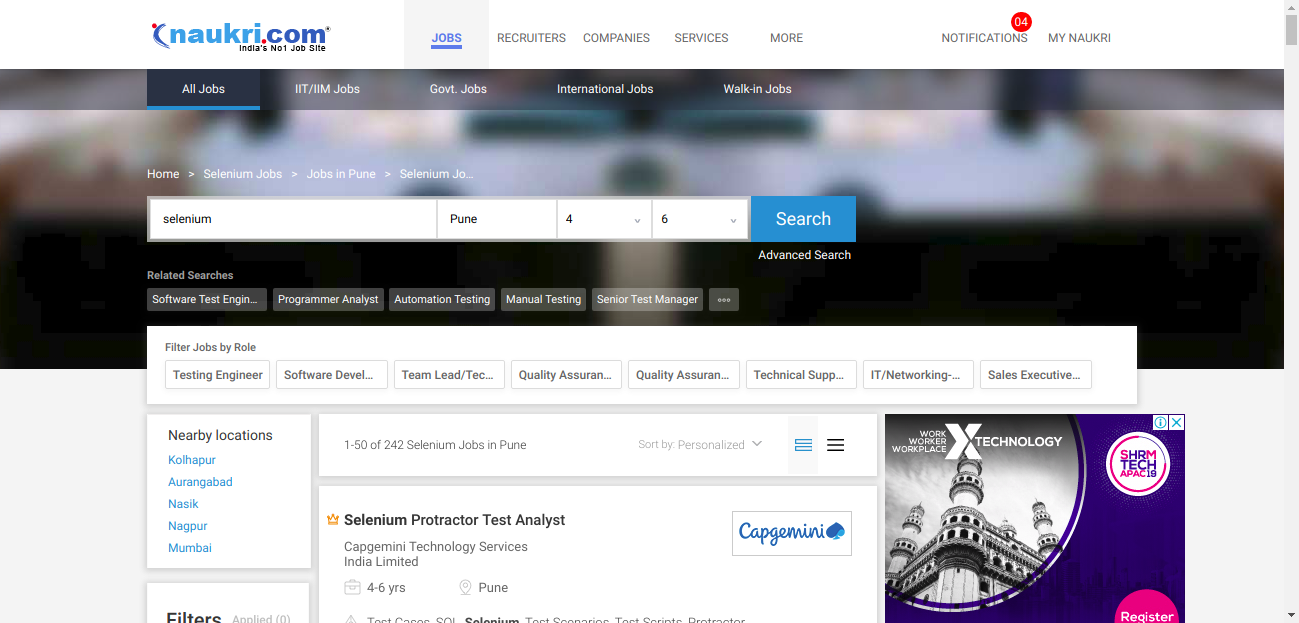 naukri.com
India's No1 Job Site
JOBS
RECRUITERS
COMPANIES
SERVICES
MORE
04
NOTIFICATIONS
MY NAUKRI
All Jobs
IIT/IIM Jobs
Govt. Jobs
International Jobs
Walk-in Jobs
Home > Selenium Jobs > Jobs in Pune > Selenium Jo...
selenium
Pune
4
6
Search
Advanced Search
Related Searches
Software Test Engin...
Programmer Analyst
Automation Testing
Manual Testing
Senior Test Manager
Filter Jobs by Role
Testing Engineer
Software Devel...
Team Lead/Tec...
Quality Assuran...
Quality Assuran...
Technical Supp...
IT/Networking-...
Sales Executive...
Nearby locations
Kolhapur
Aurangabad
Nasik
Nagpur
Mumbai
Filters
Applied (0)
1-50 of 242 Selenium Jobs in Pune
Sort by: Personalized
Selenium Protractor Test Analyst
Capgemini Technology Services
India Limited
Capgemini
4-6 yrs
Pune
Test Cases, SQL, Selenium, Test Scenarios, Test Scripts, Protractor
WORK
WORKER
WORKPLACE
X TECHNOLOGY
SHRM
TECH
APAC19
Register